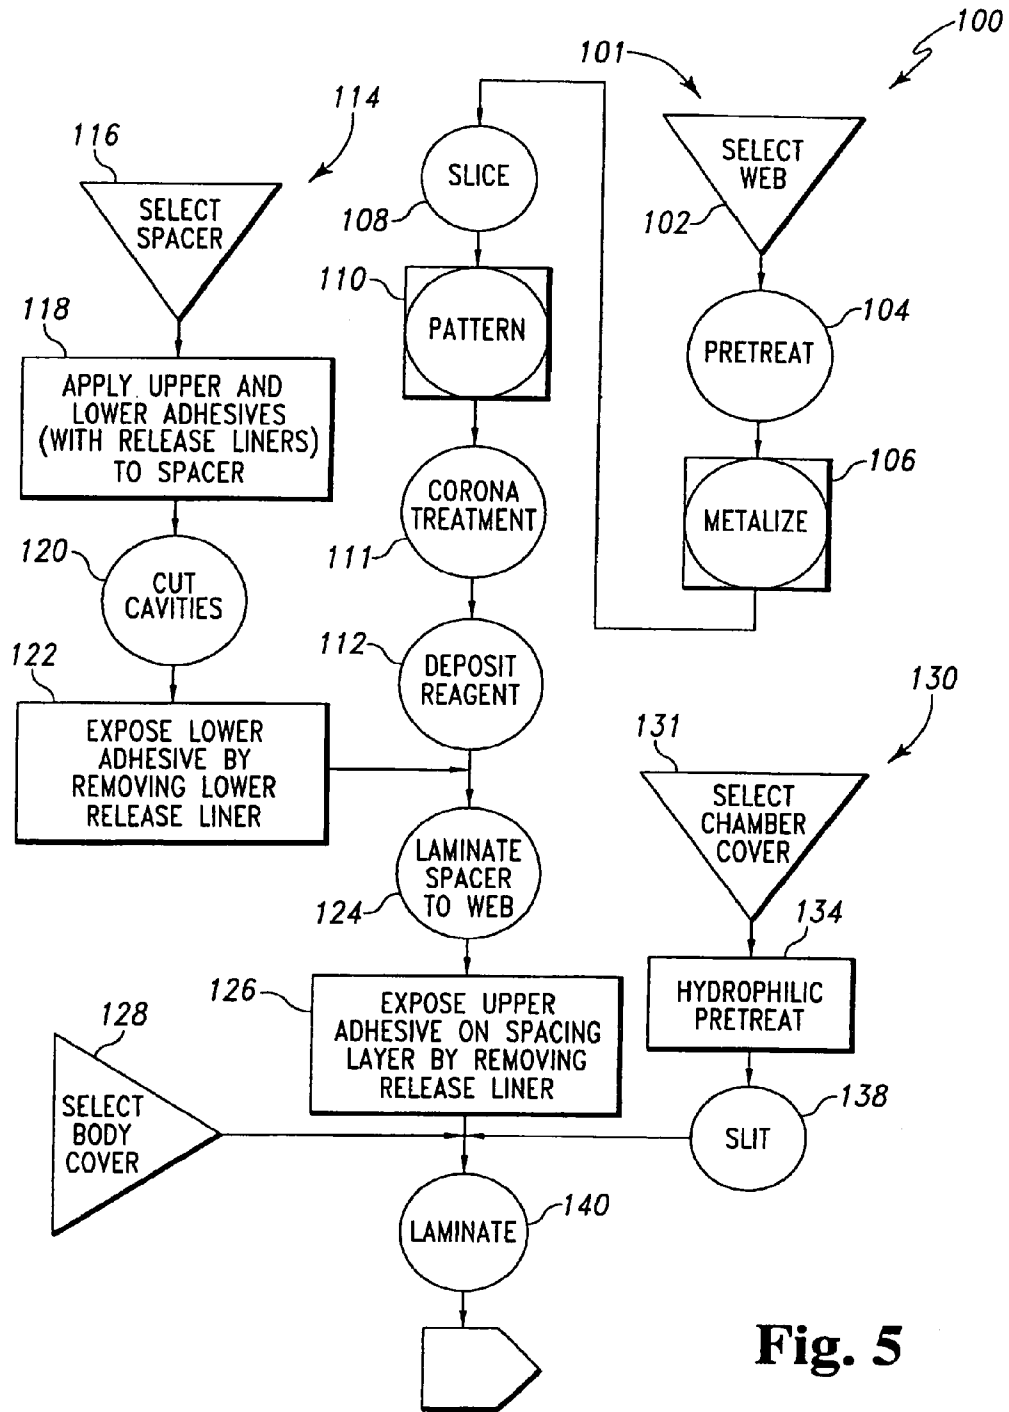 100
101
114
116
SELECT
SPACER
118
APPLY UPPER AND
LOWER ADHESIVES
(WITH RELEASE LINERS)
TO SPACER
120
CUT
CAVITIES
122
EXPOSE LOWER
ADHESIVE BY
REMOVING LOWER
RELEASE LINER
SLICE
108
110
PATTERN
CORONA
TREATMENT
111
112
DEPOSIT
REAGENT
LAMINATE
SPACER
TO WEB
124
126
EXPOSE UPPER
ADHESIVE ON SPACING
LAYER BY REMOVING
RELEASE LINER
128
SELECT
BODY
COVER
SELECT
WEB
102
104
PRETREAT
106
METALIZE
130
131
SELECT
CHAMBER
COVER
134
HYDROPHILIC
PRETREAT
138
SLIT
LAMINATE
140
Fig. 5